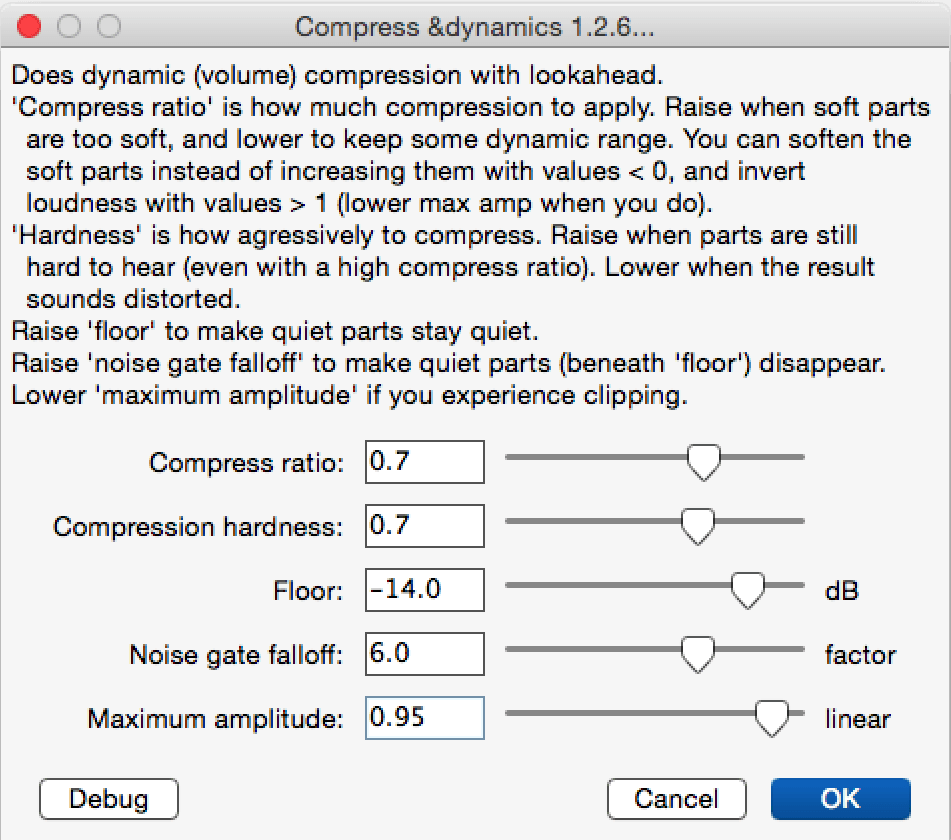 Compress &dynamics 1.2.6...
Does dynamic (volume) compression with lookahead.
'Compress ratio' is how much compression to apply. Raise when soft parts
are too soft, and lower to keep some dynamic range. You can soften the
soft parts instead of increasing them with values < 0, and invert
loudness with values > 1 (lower max amp when you do).
'Hardness' is how agressively to compress. Raise when parts are still
hard to hear (even with a high compress ratio). Lower when the result
sounds distorted.
Raise 'floor' to make quiet parts stay quiet.
Raise 'noise gate falloff' to make quiet parts (beneath 'floor') disappear.
Lower 'maximum amplitude' if you experience clipping.
Compress ratio: 0.7
Compression hardness: 0.7
Floor: -14.0 dB
Noise gate falloff: 6.0 factor
Maximum amplitude: 0.95 linear
Debug Cancel OK